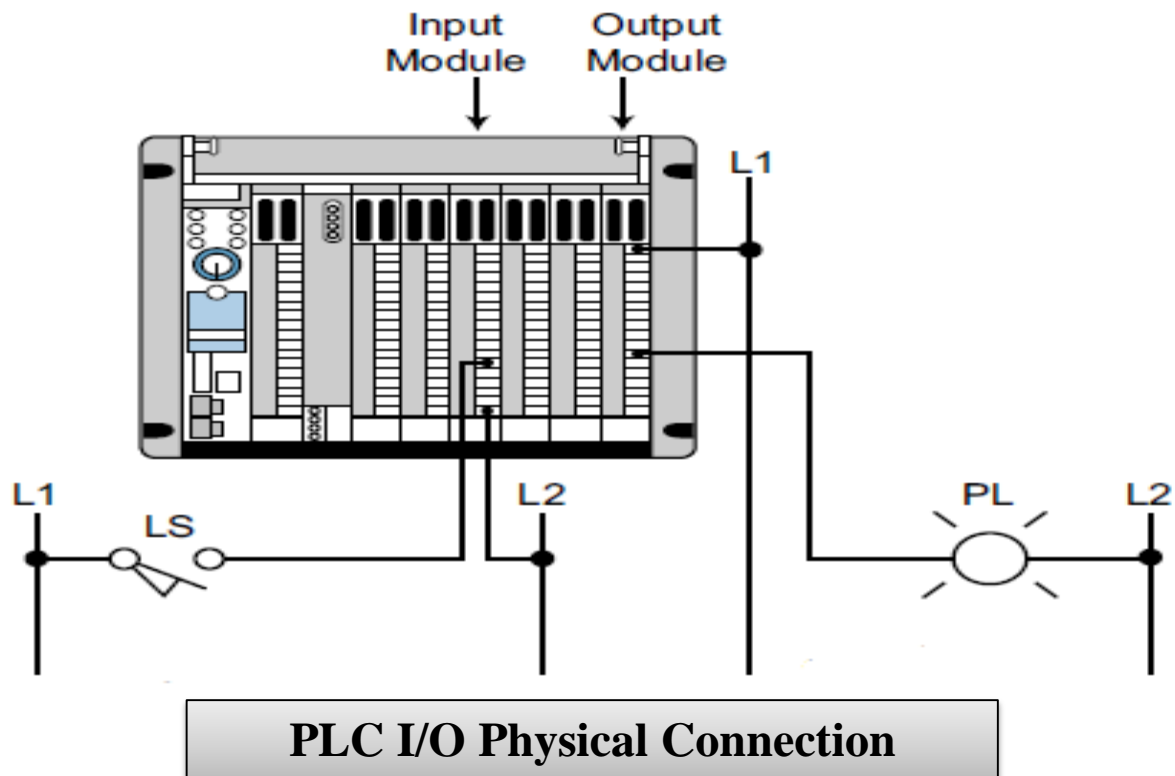 Input
Module
Output
Module
L1
L1
LS
L2
PL
L2
PLC I/O Physical Connection